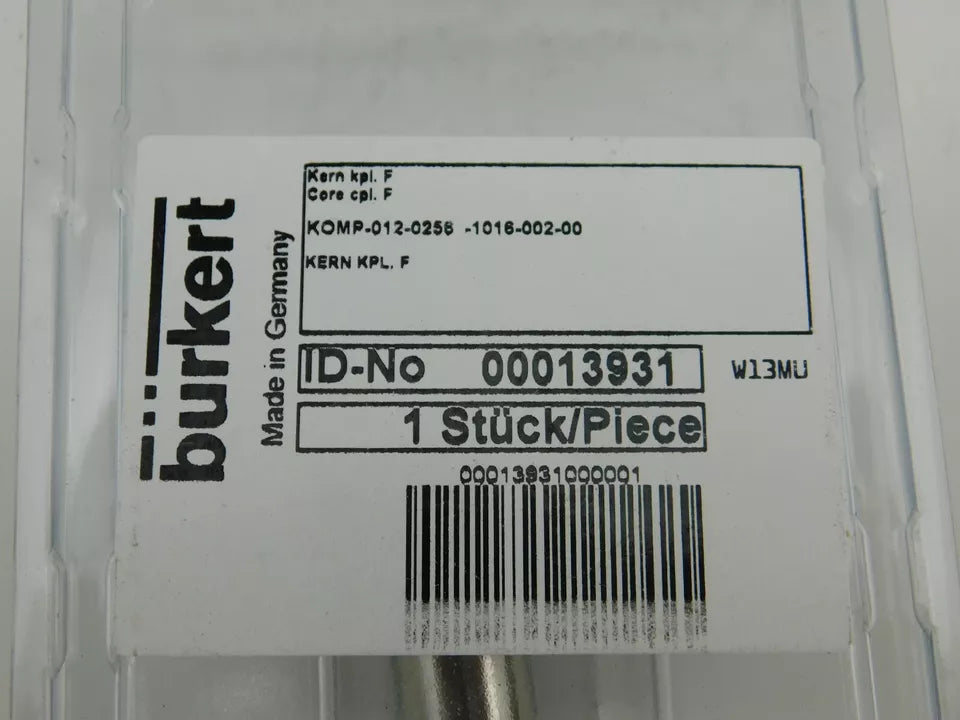 bürkert
Made in Germany
Kern kpl. F
Core cpl. F
KOMP-012-0256 -1016-002-00
KERN KPL. F
ID-No 00013931
W13MU
1 Stück/Piece
00013931000001